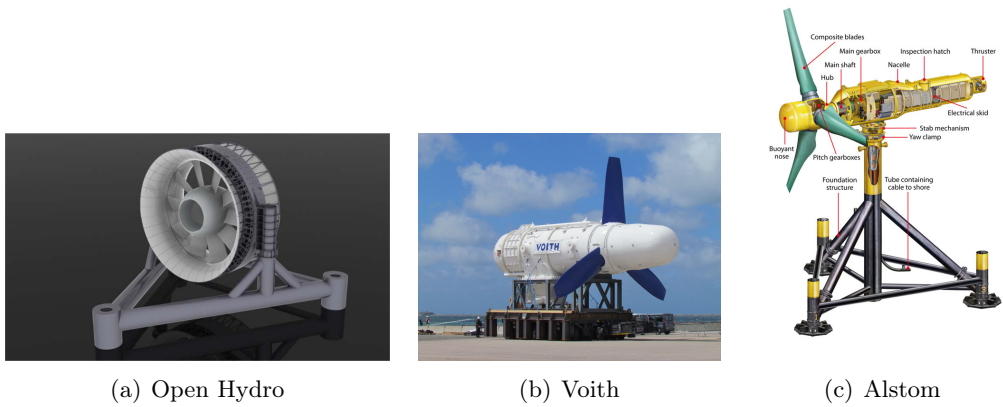 Composite blades
Main gearbox
Inspection hatch
Thruster
Main shaft
Nacelle
Hub
Electrical skid
Stab mechanism
Yaw clamp
Buoyant
nose
Pitch gearboxes
Foundation
structure
Tube containing
cable to shore
VOITH
(a) Open Hydro
(b) Voith
(c) Alstom